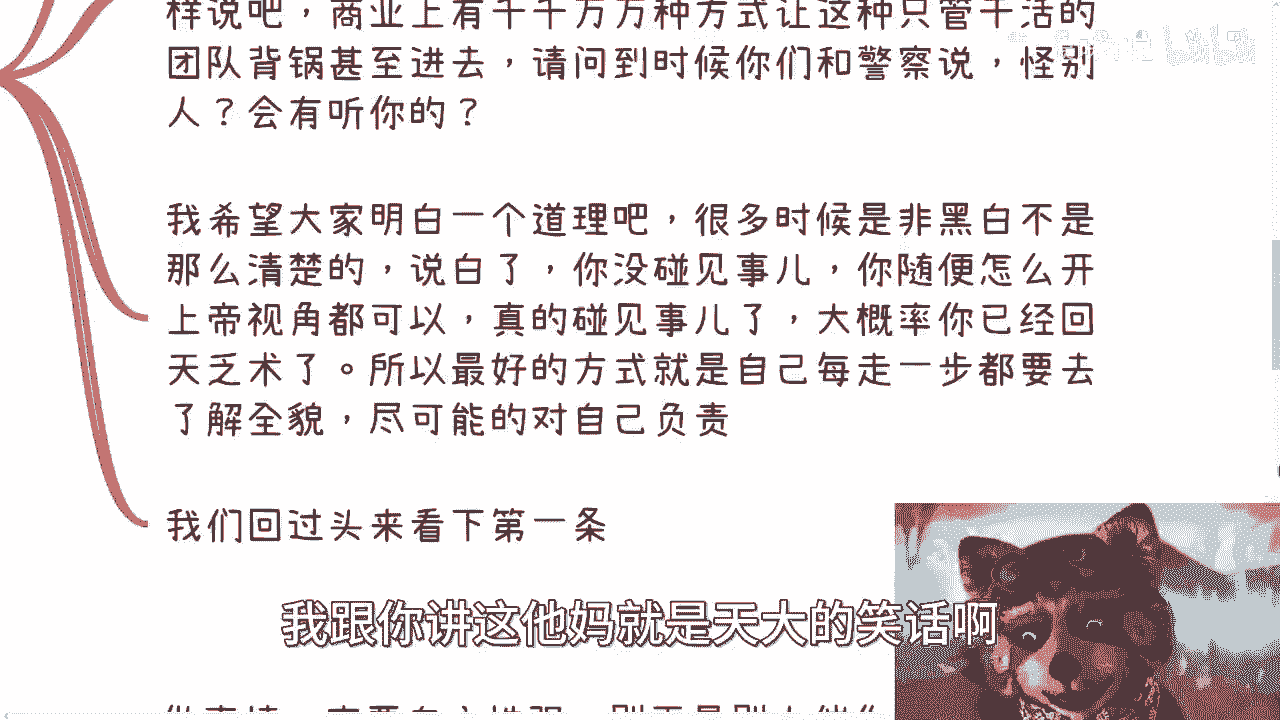 样说吧，商业上有千千万万种方式让这种只管干活的
团队背锅甚至进去，请问到时候你们和警察说，怪别
人？会有听你的？
我希望大家明白一个道理吧，很多时候是非黑白不是
那么清楚的，说白了，你没碰见事儿，你随便怎么开
上帝视角都可以，真的碰见事儿了，大概率你已经回
天乏术了。所以最好的方式就是自己每走一步都要去
了解全貌，尽可能的对自己负责
我们回过头来看下第一条
我跟你讲这他妈就是天大的笑话啊